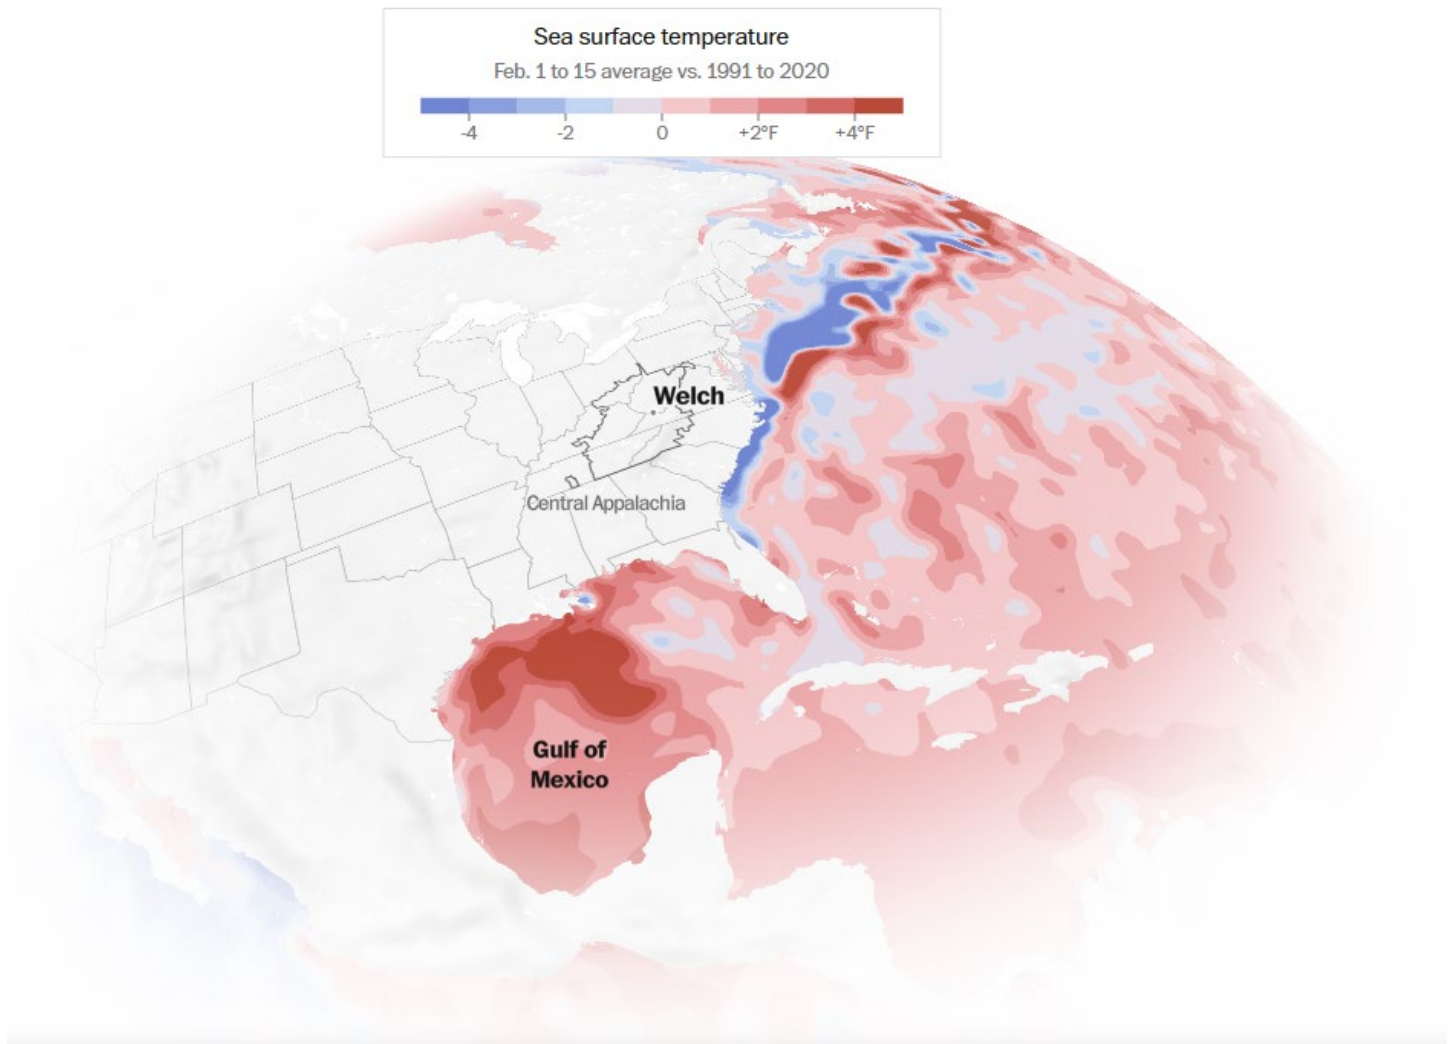 Sea surface temperature
Feb. 1 to 15 average vs. 1991 to 2020
-4 -2 0 +2°F +4°F
Welch
Central Appalachia
Gulf of
Mexico